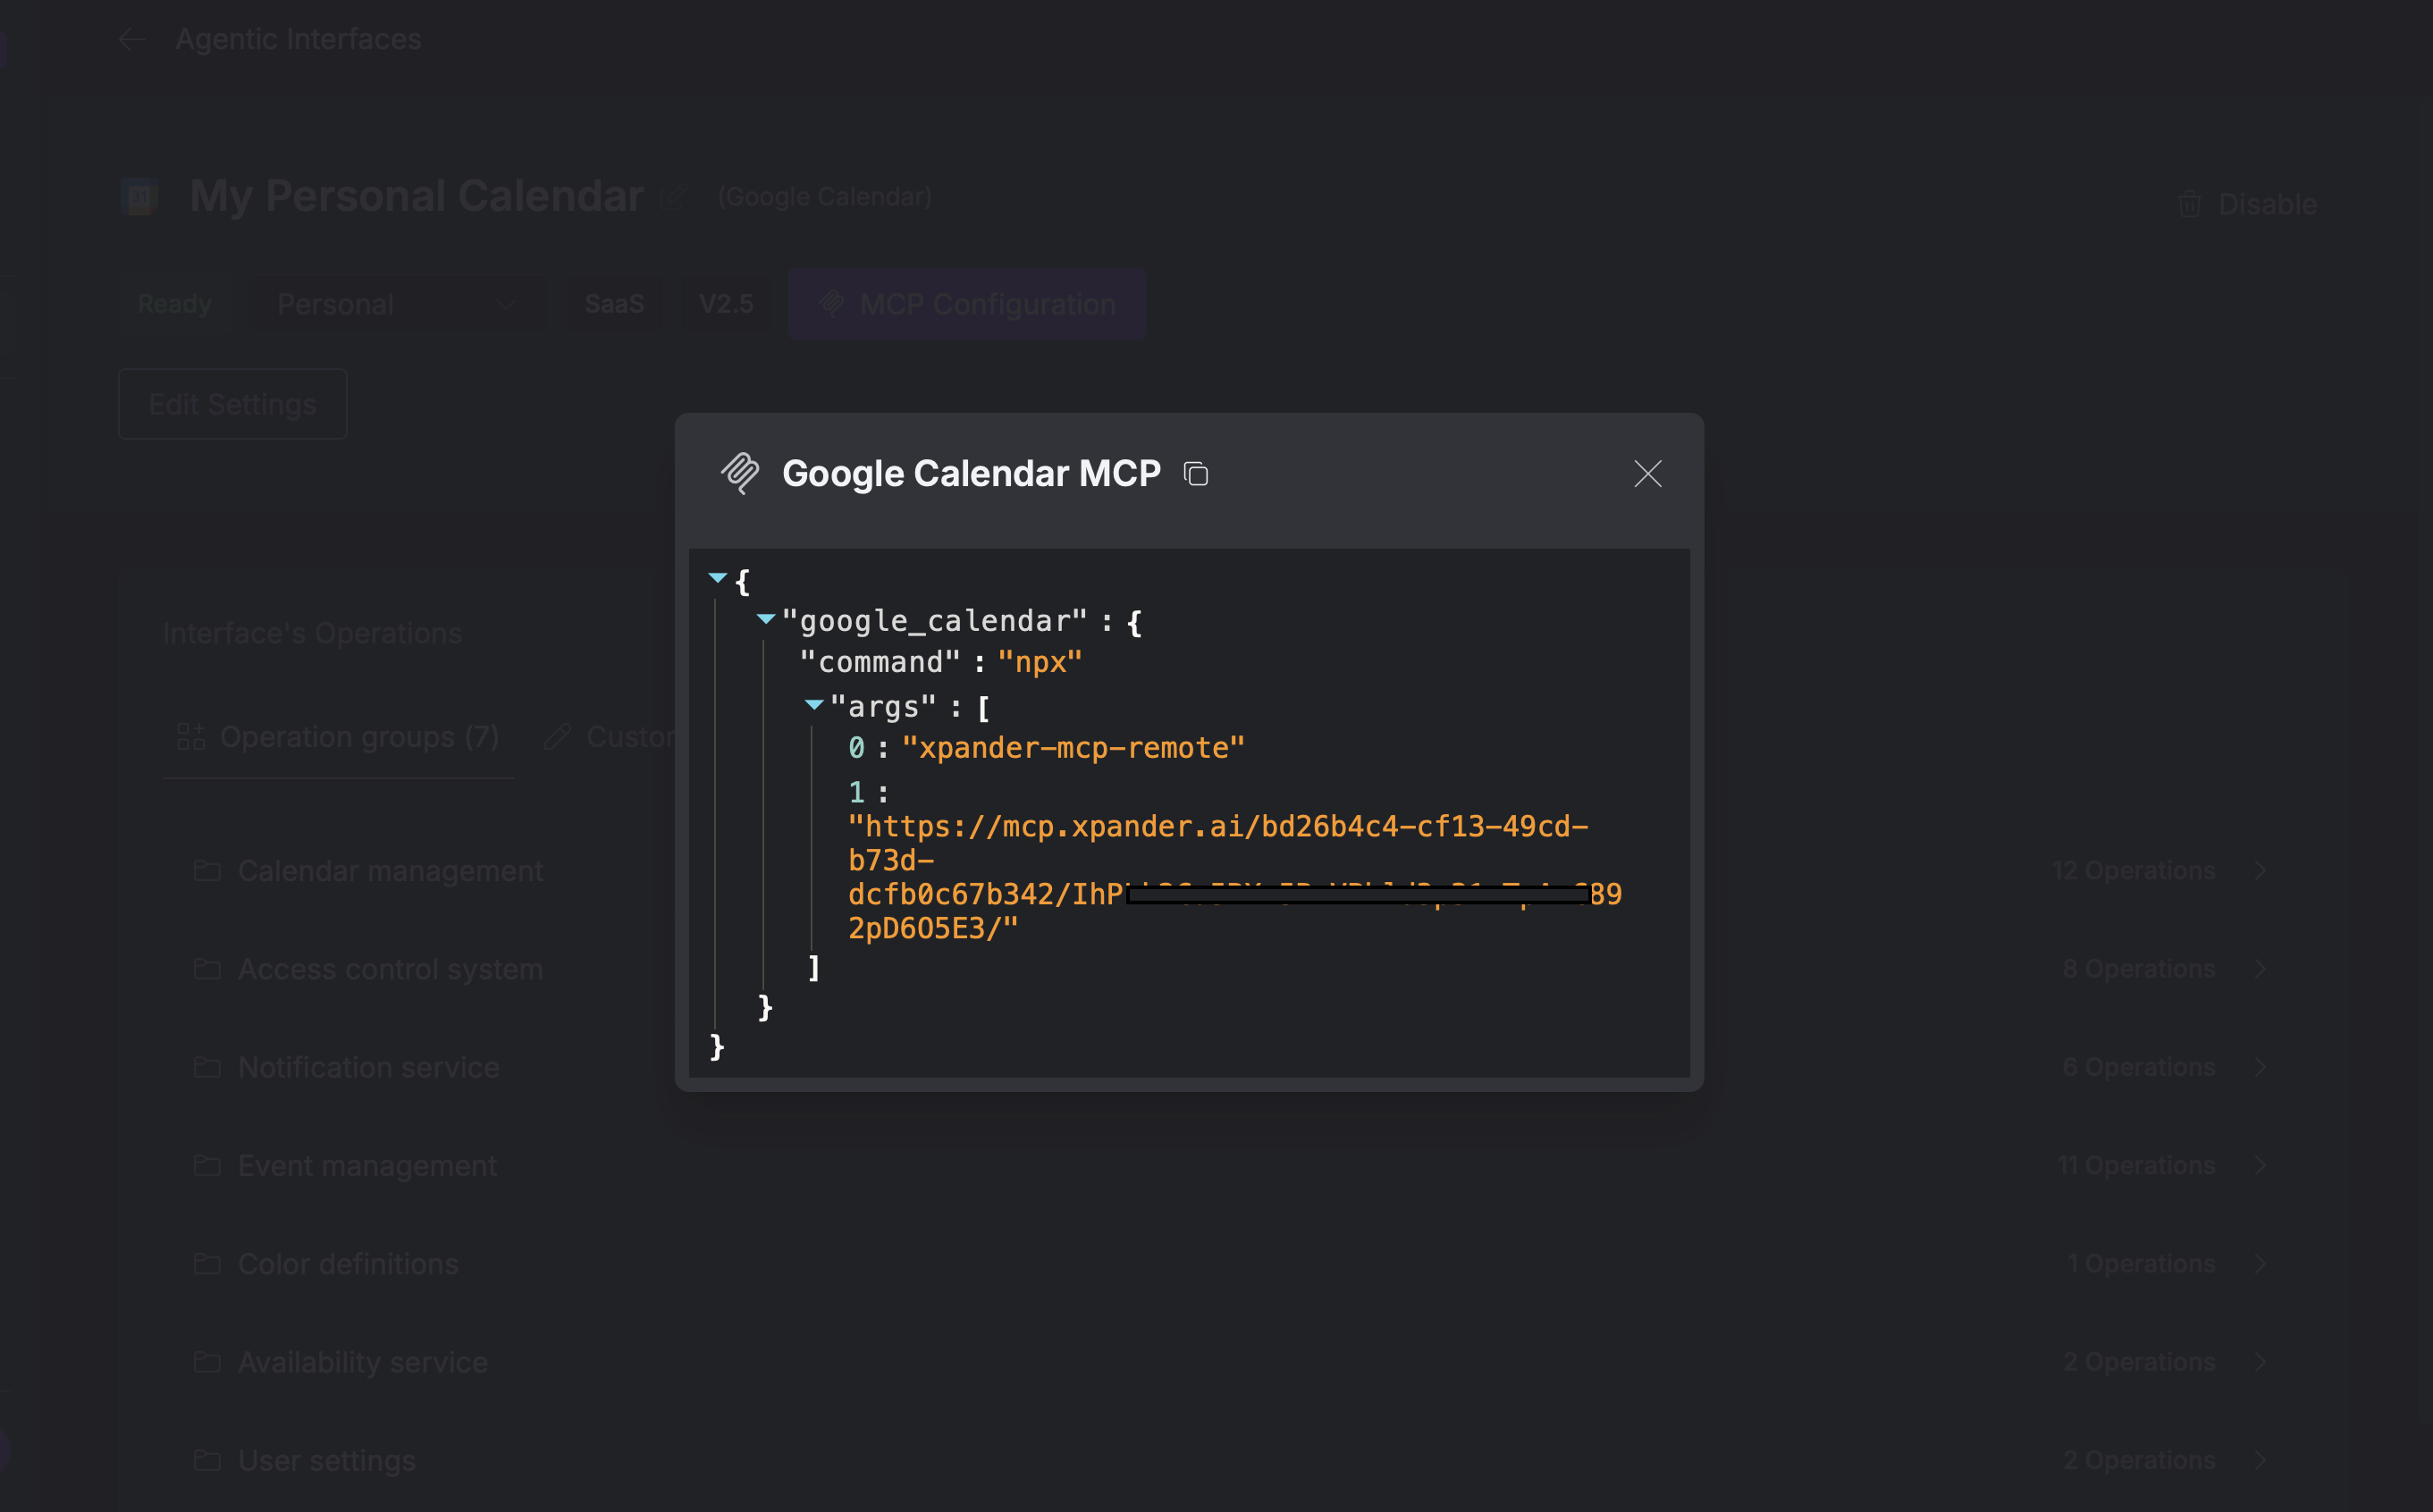 Agentic Interfaces
My Personal Calendar (Google Calendar)
Disable
Ready Personal SaaS V2.5 MCP Configuration
Edit Settings
Google Calendar MCP
{
"google_calendar" : {
"command" : "npx"
"args" : [
0 : "xpander-mcp-remote"
1 :
"https://mcp.xpander.ai/bd26b4c4-cf13-49cd-
b73d-
dcfb0c67b342/IhP 89
2pD6O5E3/"
]
}
}
Interface's Operations
Operation groups (7)
Calendar management 12 Operations
Access control system 8 Operations
Notification service 6 Operations
Event management 11 Operations
Color definitions 1 Operations
Availability service 2 Operations
User settings 2 Operations